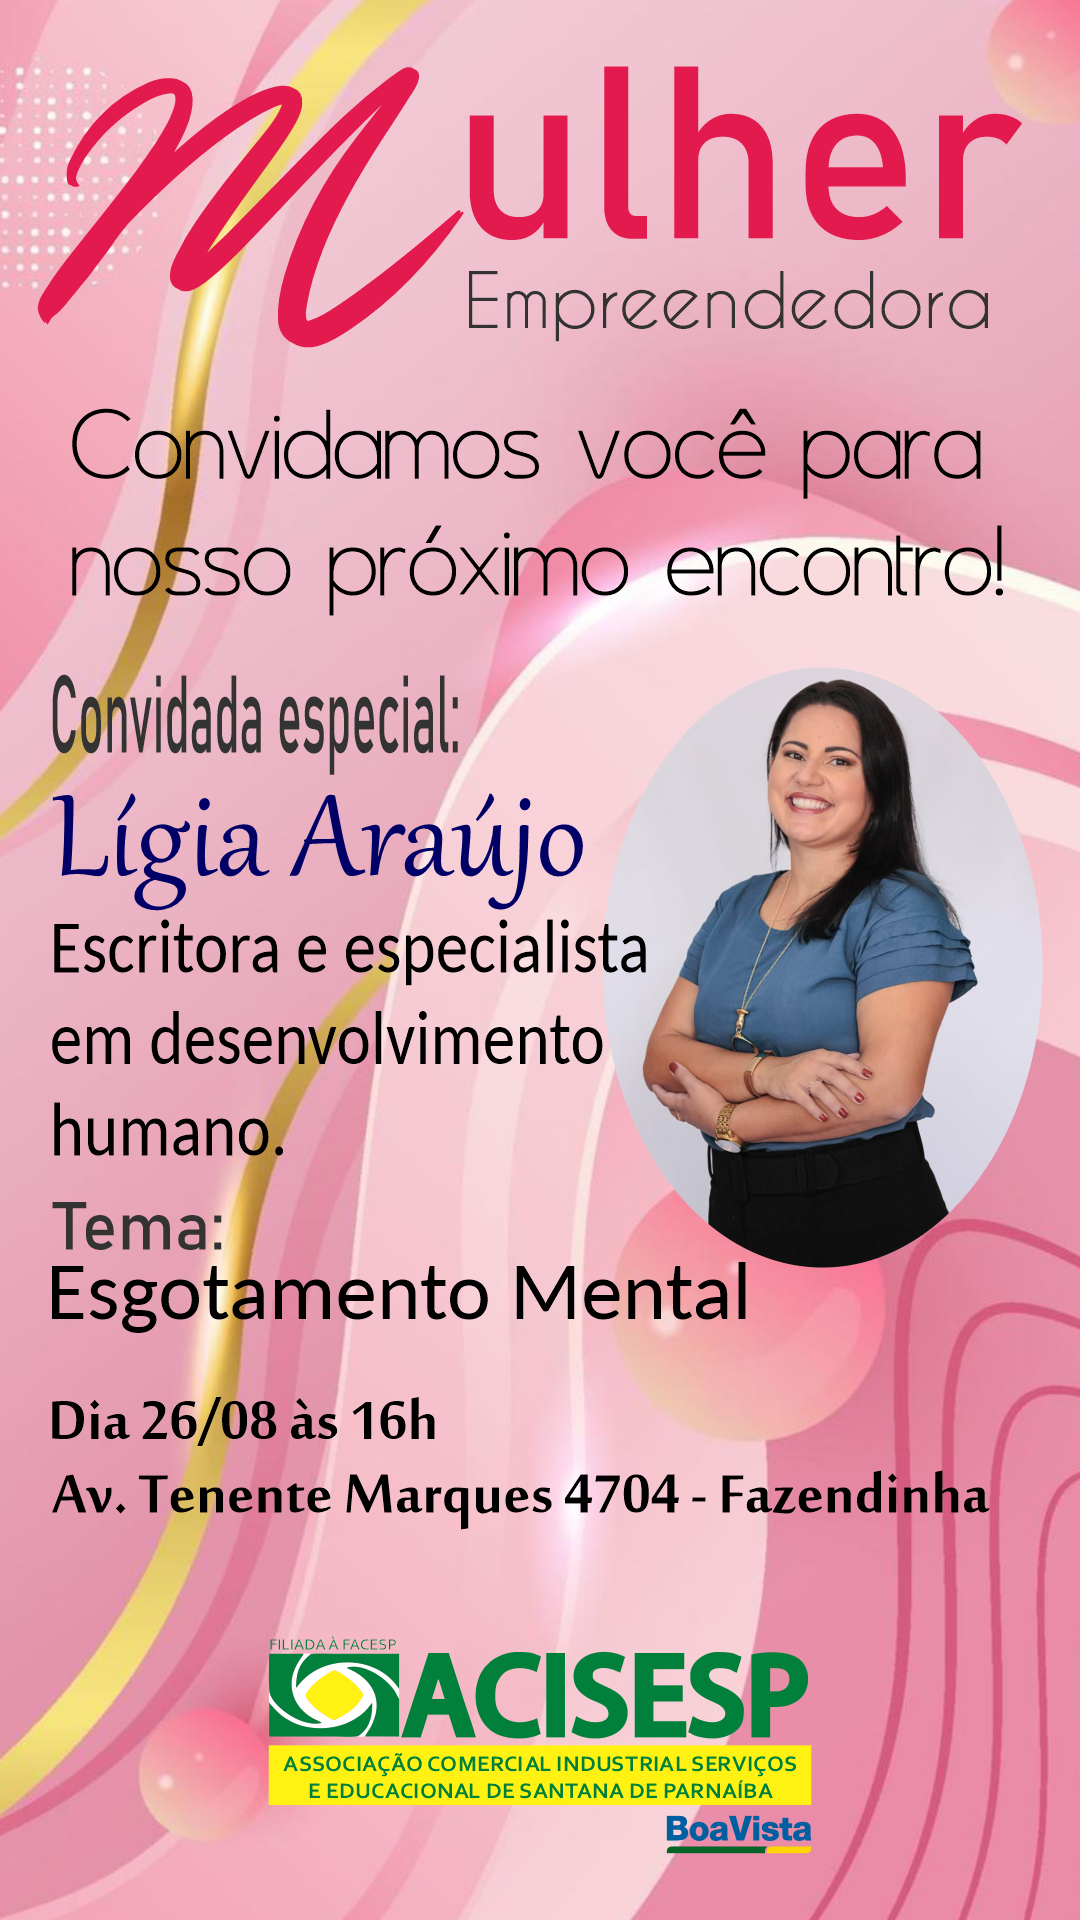 Mulher
Empreendedora
Convidamos você para
nosso próximo encontro!
Convidada especial:
Lígia Araújo
Escritora e especialista
em desenvolvimento
humano.
Tema:
Esgotamento Mental
Dia 26/08 às 16h
Av. Tenente Marques 4704 - Fazendinha
FILIADA À FACESP
ACISESP
ASSOCIAÇÃO COMERCIAL INDUSTRIAL SERVIÇOS
E EDUCACIONAL DE SANTANA DE PARNAÍBA
BoaVista